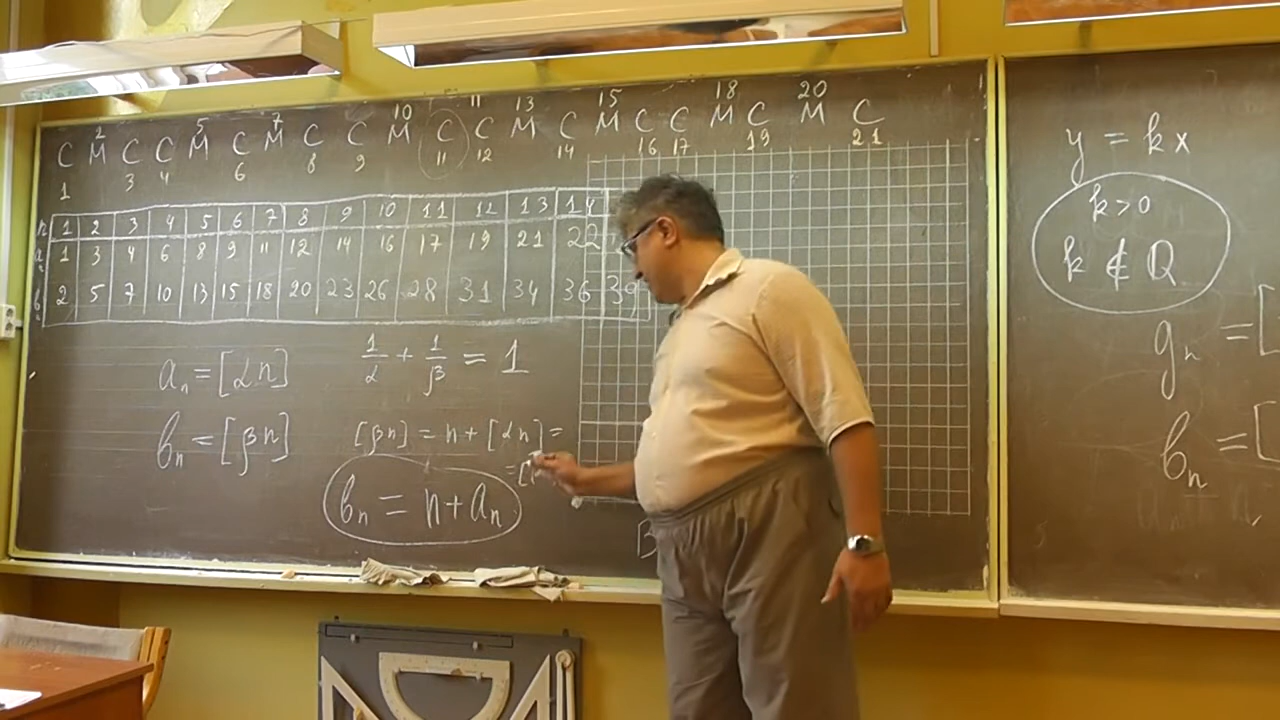 2 5 7 10 11 13 15 18 20
С М С С М С М С С М С С М С М С С М С М С
1 3 4 6 8 9 11 12 14 16 17 19 21
n 1 2 3 4 5 6 7 8 9 10 11 12 13 14
aₙ 1 3 4 6 8 9 11 12 14 16 17 19 21 22
bₙ 2 5 7 10 13 15 18 20 23 26 28 31 34 36 39
aₙ = [αn] 1/α + 1/β = 1
bₙ = [βn] [βn] = n + [αn] =
= [
bₙ = n + aₙ
y = kx
k > 0
k ∉ Q
= [
bₙ = [